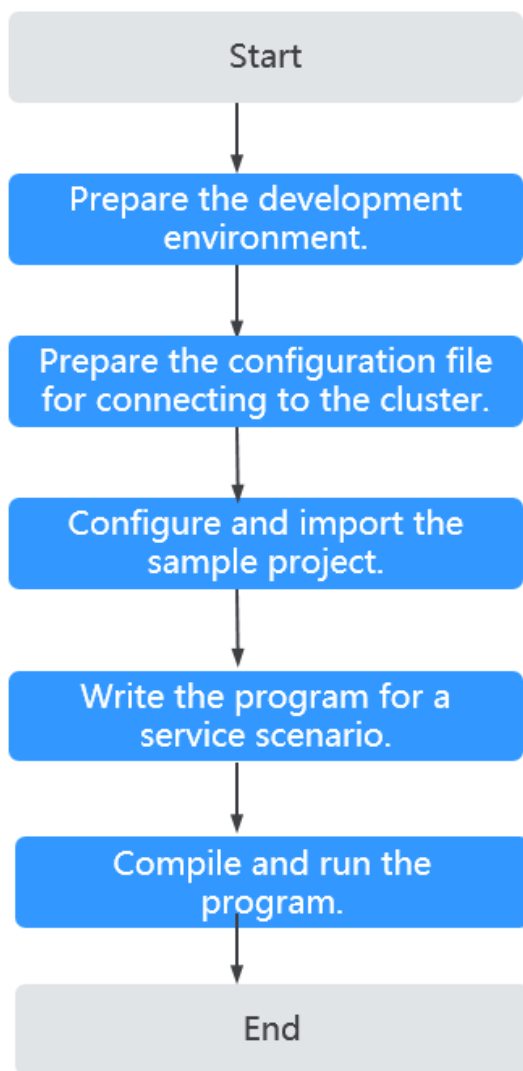 Start
Prepare the development
environment.
Prepare the configuration file
for connecting to the cluster.
Configure and import the
sample project.
Write the program for a
service scenario.
Compile and run the
program.
End